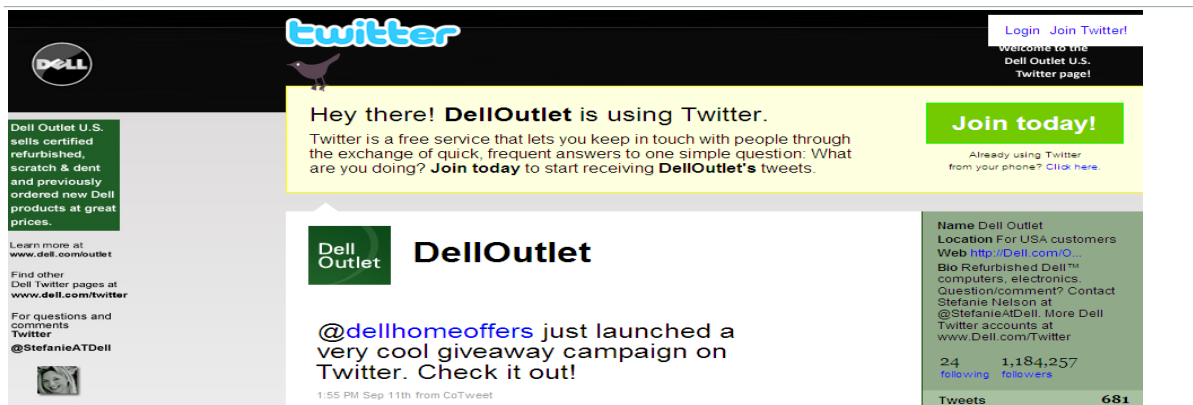 twitter
Login Join Twitter!
Welcome to the
Dell Outlet U.S.
Twitter page!
DELL
Hey there! DellOutlet is using Twitter.
Twitter is a free service that lets you keep in touch with people through
the exchange of quick, frequent answers to one simple question: What
are you doing? Join today to start receiving DellOutlet's tweets.
Join today!
Already using Twitter
from your phone? Click here.
Dell Outlet U.S.
sells certified
refurbished,
scratch & dent
and previously
ordered new Dell
products at great
prices.
Learn more at
www.dell.com/outlet
Find other
Dell Twitter pages at
www.dell.com/twitter
For questions and
comments
Twitter
@StefanieATDell
Dell
Outlet
DellOutlet
@dellhomeoffers just launched a
very cool giveaway campaign on
Twitter. Check it out!
1:55 PM Sep 11th from CoTweet
Name Dell Outlet
Location For USA customers
Web http://Dell.com/O...
Bio Refurbished Dell™
computers, electronics.
Question/comment? Contact
Stefanie Nelson at
@StefanieAtDell. More Dell
Twitter accounts at
www.Dell.com/Twitter
24 1,184,257
following followers
Tweets 681